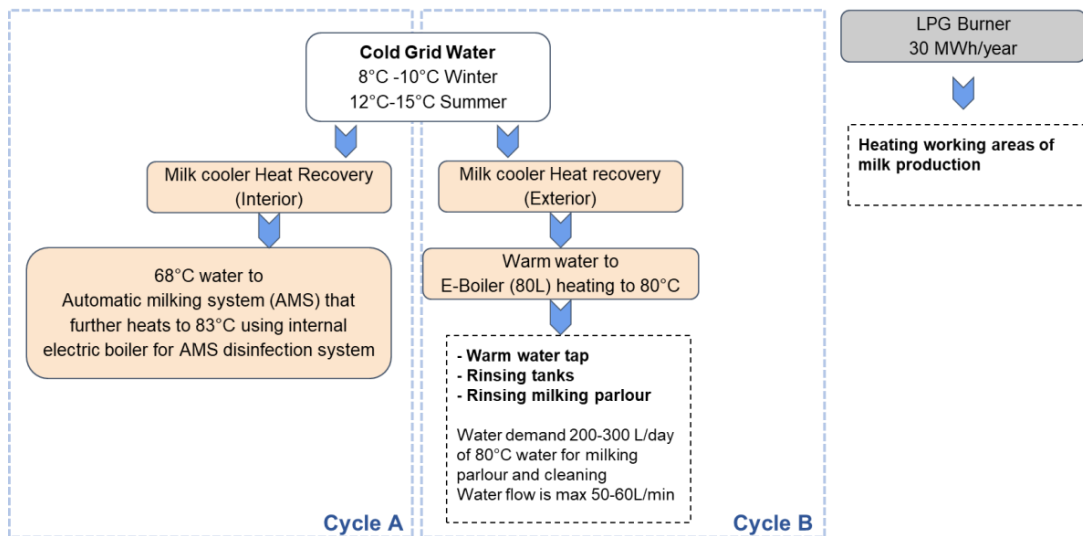 Cold Grid Water
8°C -10°C Winter
12°C-15°C Summer
Milk cooler Heat Recovery
(Interior)
68°C water to
Automatic milking system (AMS) that
further heats to 83°C using internal
electric boiler for AMS disinfection system
Cycle A
Milk cooler Heat recovery
(Exterior)
Warm water to
E-Boiler (80L) heating to 80°C
- Warm water tap
- Rinsing tanks
- Rinsing milking parlour
Water demand 200-300 L/day
of 80°C water for milking
parlour and cleaning
Water flow is max 50-60L/min
Cycle B
LPG Burner
30 MWh/year
Heating working areas of
milk production